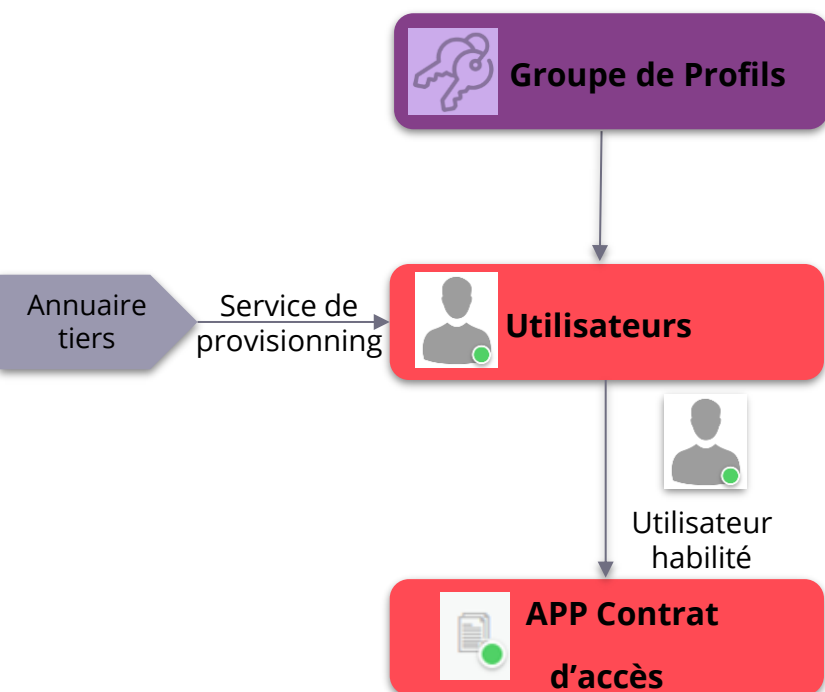 Groupe de Profils
Annuaire
tiers
Service de
provisionning
Utilisateurs
Utilisateur
habilité
APP Contrat
d’accès